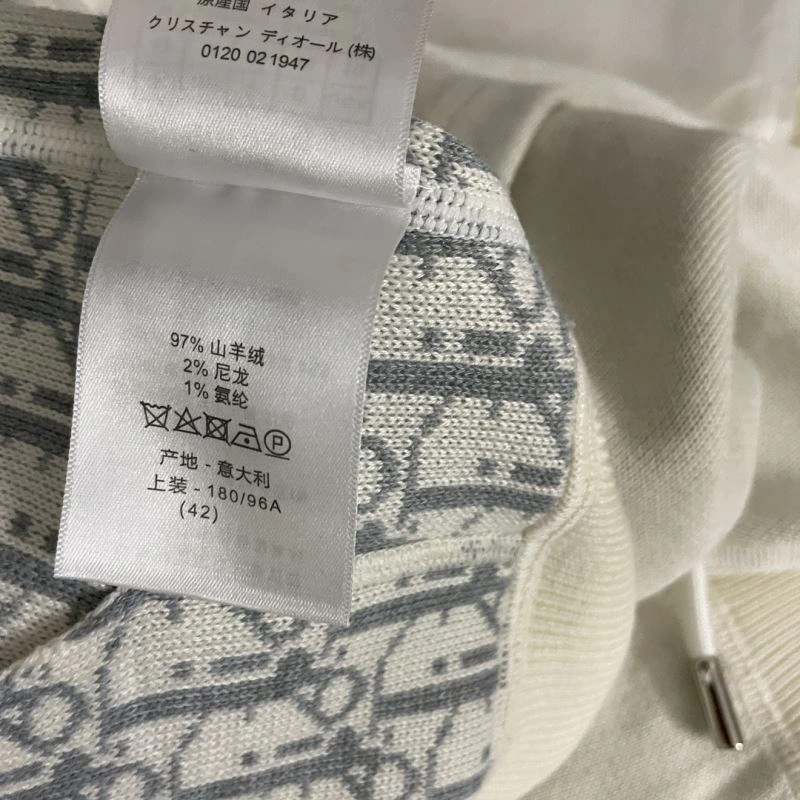 原産国 イタリア
クリスチャン ディオール (株)
0120 021947
97% 山羊绒
2% 尼龙
1% 氨纶
P
产地 - 意大利
上装 - 180/96A
(42)